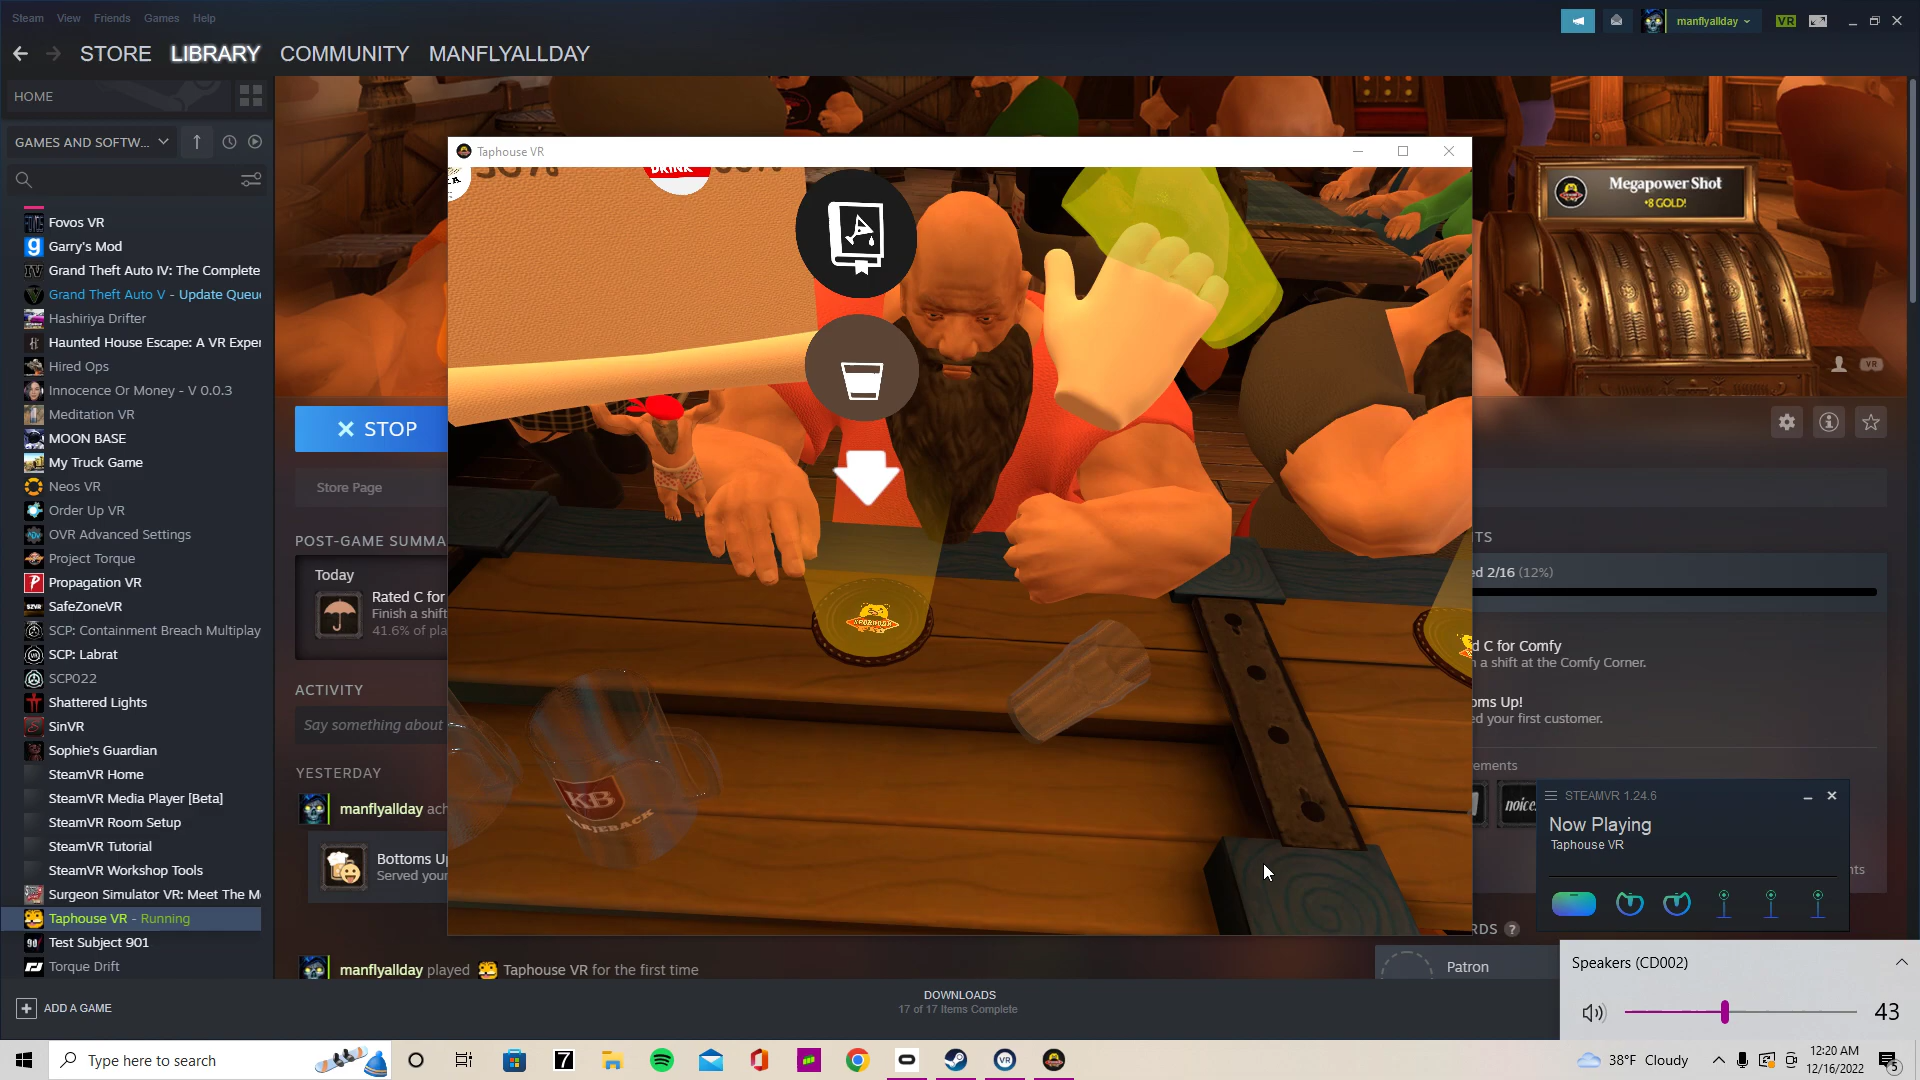 Steam View Friends Games Help
manflyallday
VR
STORE LIBRARY COMMUNITY MANFLYALLDAY
HOME
GAMES AND SOFTW...
Fovos VR
Garry's Mod
Grand Theft Auto IV: The Complete
Grand Theft Auto V - Update Queu
Hashiriya Drifter
Haunted House Escape: A VR Exper
Hired Ops
Innocence Or Money - V 0.0.3
Meditation VR
MOON BASE
My Truck Game
Neos VR
Order Up VR
OVR Advanced Settings
Project Torque
Propagation VR
SafeZoneVR
SCP: Containment Breach Multiplay
SCP: Labrat
SCP022
Shattered Lights
SinVR
Sophie's Guardian
SteamVR Home
SteamVR Media Player [Beta]
SteamVR Room Setup
SteamVR Tutorial
SteamVR Workshop Tools
Surgeon Simulator VR: Meet The M
Taphouse VR - Running
Test Subject 901
Torque Drift
ADD A GAME
Taphouse VR
DRINK
KB
Megapower Shot
+8 GOLD!
VR
STOP
Store Page
POST-GAME SUMMA
Today
Rated C for
Finish a shift
41.6% of pla
ACTIVITY
Say something about
YESTERDAY
manflyallday ach
Bottoms Up
Served your
manflyallday played Taphouse VR for the first time
TS
ed 2/16 (12%)
d C for Comfy
h a shift at the Comfy Corner.
oms Up!
ed your first customer.
ements
noice
nts
RDS ?
Patron
STEAMVR 1.24.6
Now Playing
Taphouse VR
DOWNLOADS
17 of 17 Items Complete
Speakers (CD002)
43
Type here to search
38°F Cloudy
12:20 AM
12/16/2022
5